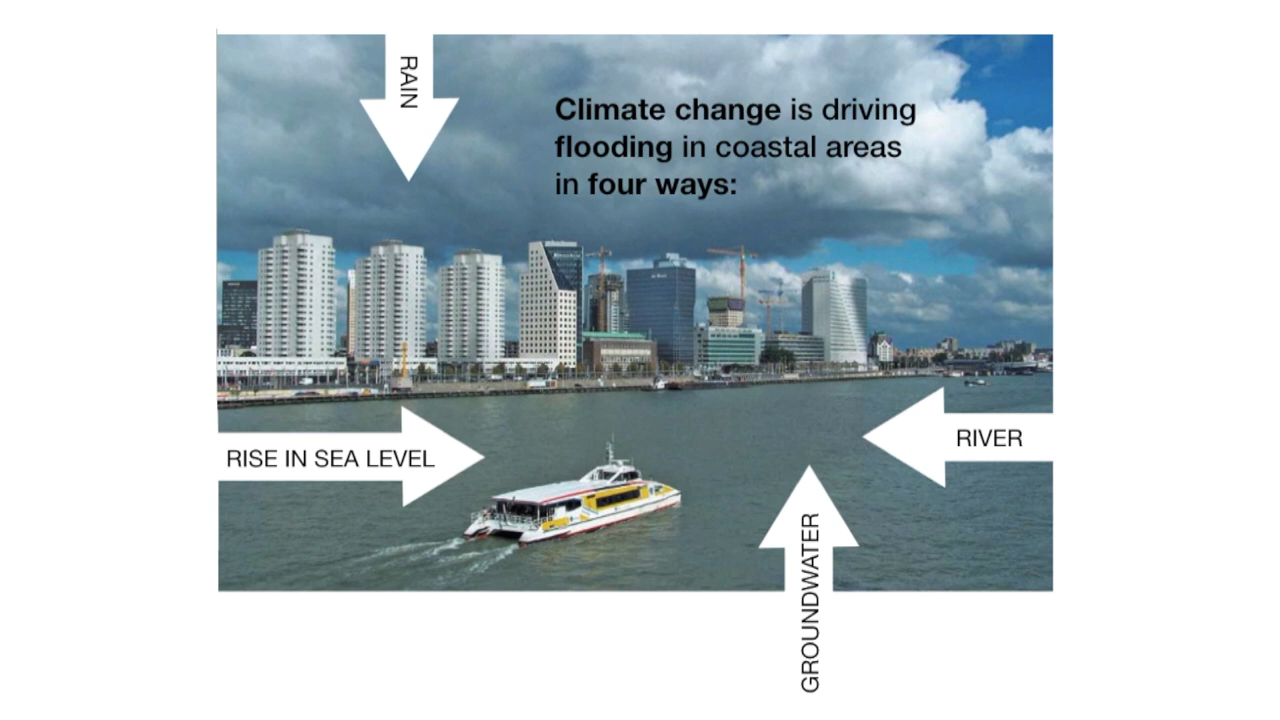 RAIN
Climate change is driving
flooding in coastal areas
in four ways:
RISE IN SEA LEVEL
RIVER
GROUNDWATER